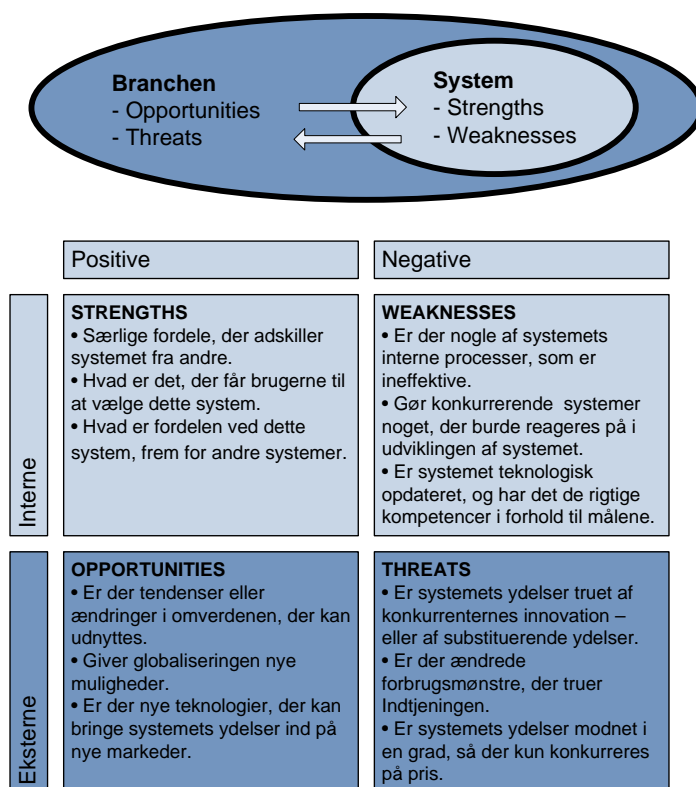 Branchen
- Opportunities
- Threats
System
- Strengths
- Weaknesses
Positive
Negative
Interne
STRENGTHS
• Særlige fordele, der adskiller
systemet fra andre.
• Hvad er det, der får brugerne til
at vælge dette system.
• Hvad er fordelen ved dette
system, frem for andre systemer.
WEAKNESSES
• Er der nogle af systemets
interne processer, som er
ineffektive.
• Gør konkurrerende systemer
noget, der burde reageres på i
udviklingen af systemet.
• Er systemet teknologisk
opdateret, og har det de rigtige
kompetencer i forhold til målene.
Eksterne
OPPORTUNITIES
• Er der tendenser eller
ændringer i omverdenen, der kan
udnyttes.
• Giver globaliseringen nye
muligheder.
• Er der nye teknologier, der kan
bringe systemets ydelser ind på
nye markeder.
THREATS
• Er systemets ydelser truet af
konkurrenternes innovation –
eller af substituerende ydelser.
• Er der ændrede
forbrugsmønstre, der truer
Indtjeningen.
• Er systemets ydelser modnet i
en grad, så der kun konkurreres
på pris.